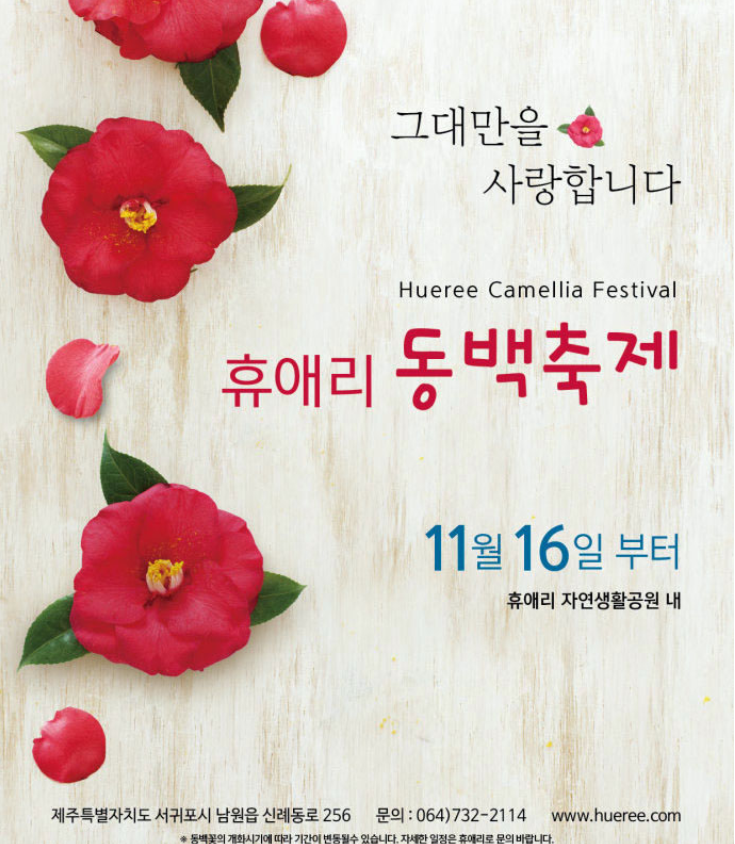 그대만을
사랑합니다
Hueree Camellia Festival
휴애리 동백축제
11월 16일 부터
휴애리 자연생활공원 내
제주특별자치도 서귀포시 남원읍 신례동로 256 문의 : 064)732-2114 www.hueree.com
※ 동백꽃의 개화시기에 따라 기간이 변동될수 있습니다. 자세한 일정은 휴애리로 문의 바랍니다.